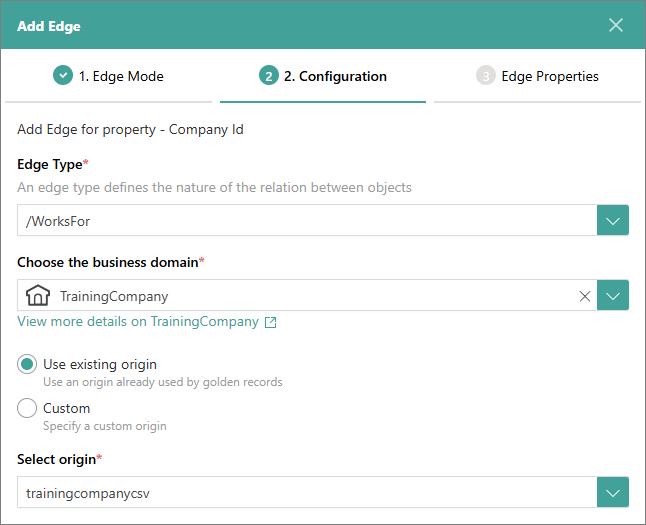 Add Edge
1. Edge Mode
2 2. Configuration
3 Edge Properties
Add Edge for property - Company Id
Edge Type*
An edge type defines the nature of the relation between objects
/WorksFor
Choose the business domain*
TrainingCompany
View more details on TrainingCompany
Use existing origin
Use an origin already used by golden records
Custom
Specify a custom origin
Select origin*
trainingcompanycsv